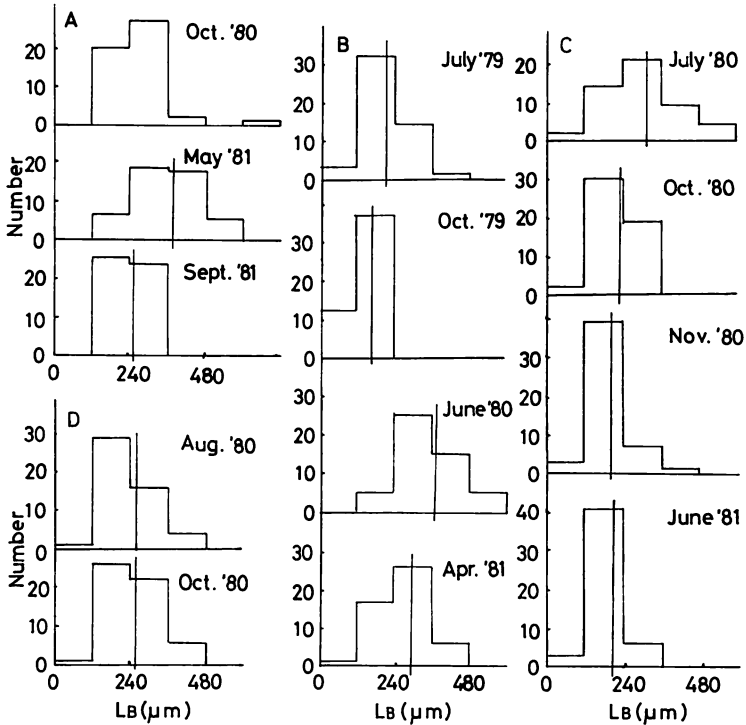 A
Oct. '80
20
10
0
May '81
20
10
0
Sept. '81
20
10
0
0 240 480
Number
D
Aug. '80
30
20
10
0
Oct. '80
20
10
0
0 240 480
Number
LB (µm)
B
July '79
30
20
10
0
Oct. '79
30
20
10
0
June '80
30
20
10
0
Apr. '81
30
20
10
0
0 240 480
LB (µm)
C
July '80
20
10
0
Oct. '80
30
20
10
0
Nov. '80
30
20
10
0
June '81
40
30
20
10
0
0 240 480
LB (µm)